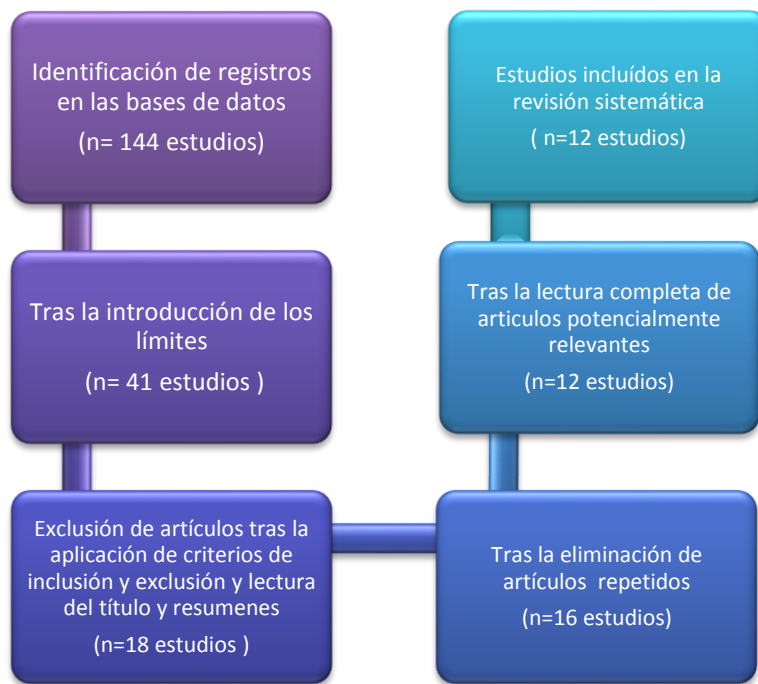 Identificación de registros
en las bases de datos
(n= 144 estudios)
Tras la introducción de los
límites
(n= 41 estudios )
Exclusión de artículos tras la
aplicación de criterios de
inclusión y exclusión y lectura
del título y resumenes
(n=18 estudios )
Tras la eliminación de
artículos repetidos
(n=16 estudios)
Tras la lectura completa de
articulos potencialmente
relevantes
(n=12 estudios)
Estudios incluídos en la
revisión sistemática
( n=12 estudios)